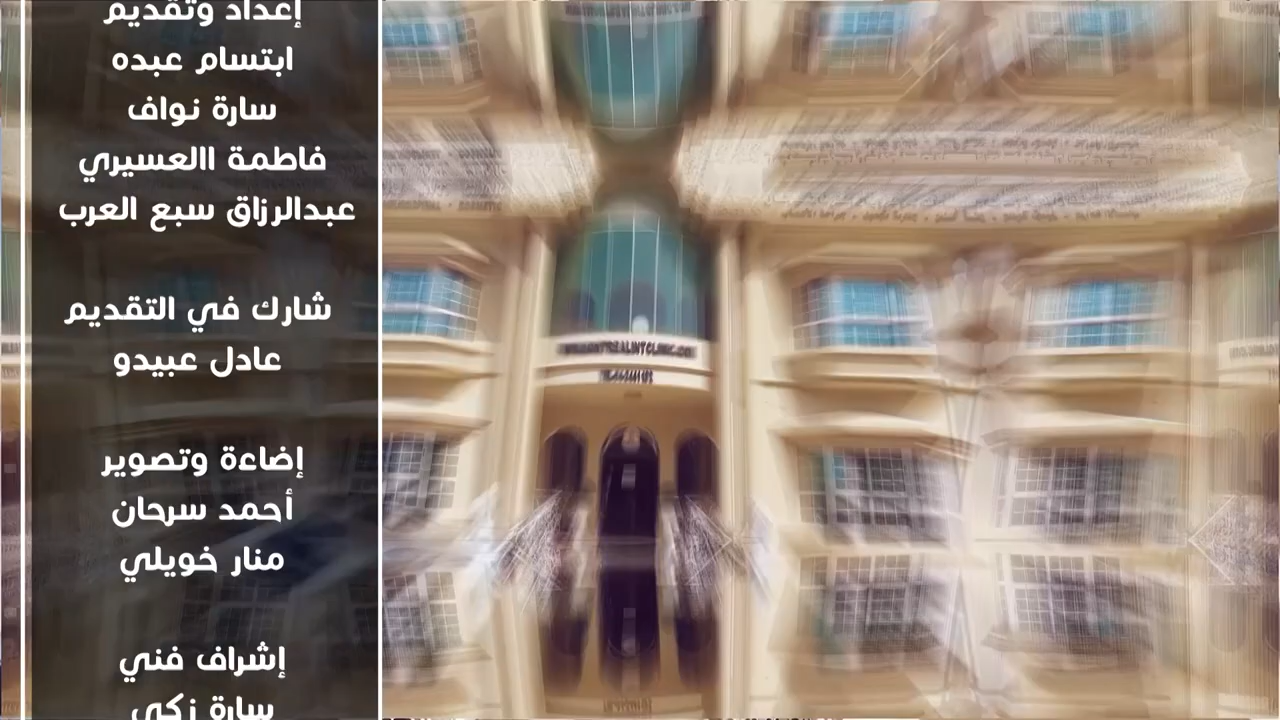 إعداد وتقديم
ابتسام عبده
سارة نواف
فاطمة االعسيري
عبدالرزاق سبع العرب
شارك في التقديم
عادل عبيدو
إضاءة وتصوير
أحمد سرحان
منار خويلي
إشراف فني
سارة زكي